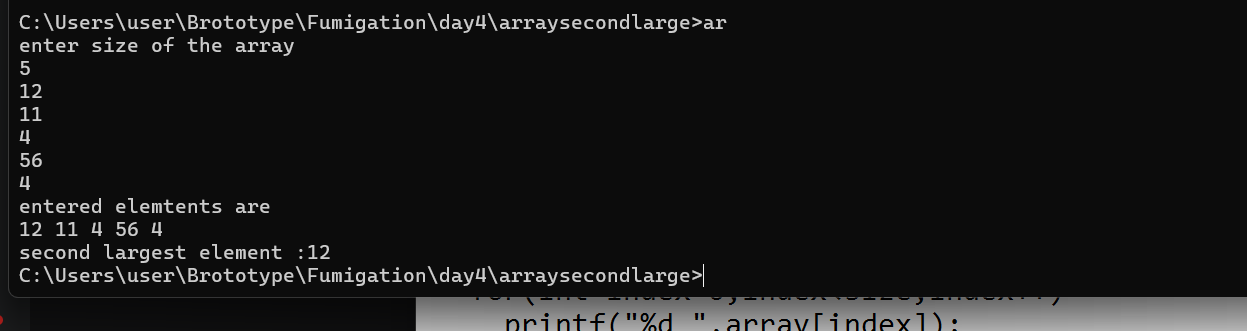 C:\Users\user\Brototype\Fumigation\day4\arraysecondlarge>ar
enter size of the array
5
12
11
4
56
4
entered elemtents are
12 11 4 56 4
second largest element :12
C:\Users\user\Brototype\Fumigation\day4\arraysecondlarge>
printf("%d ",array[index]);